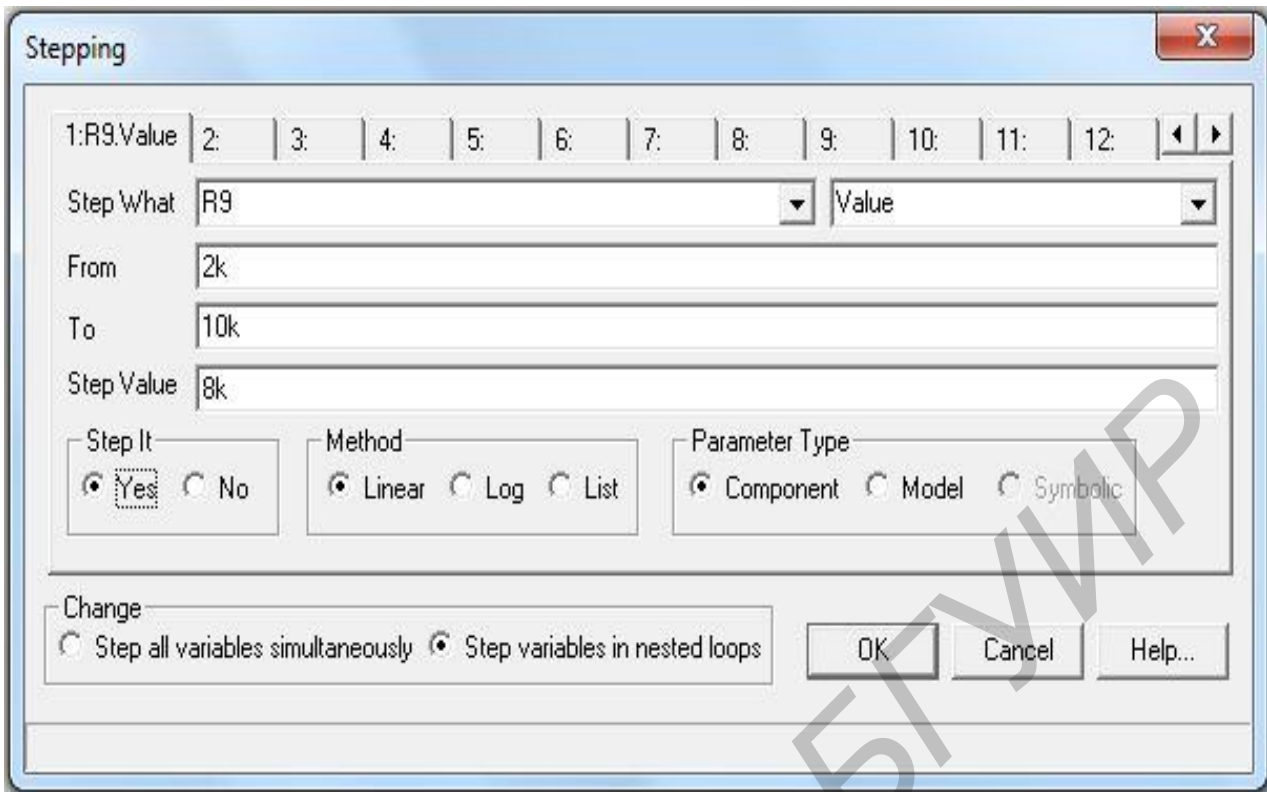 Stepping
1:R9.Value 2: 3: 4: 5: 6: 7: 8: 9: 10: 11: 12:
Step What R9 Value
From 2k
To 10k
Step Value 8k
Step It Method Parameter Type
Yes No Linear Log List Component Model Symbolic
Change
Step all variables simultaneously Step variables in nested loops OK Cancel Help...
БГУИР